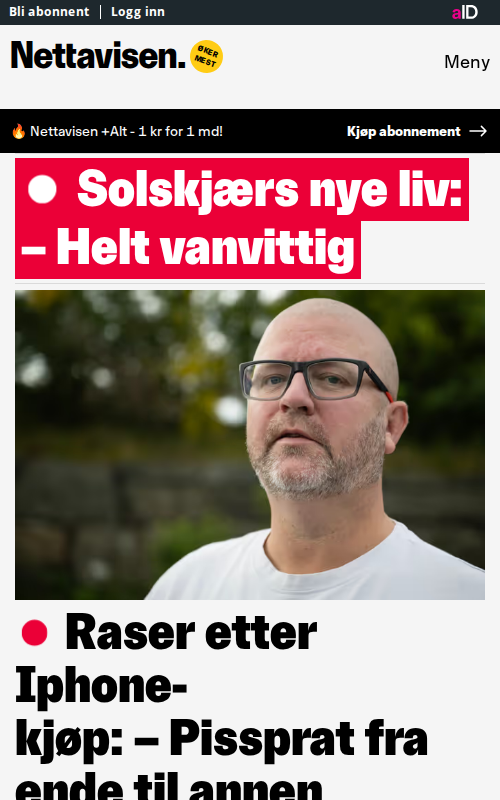 Bli abonnent | Logg inn
aID
Nettavisen.
ØKER
MEST
Meny
🔥 Nettavisen +Alt - 1 kr for 1 md!
Kjøp abonnement →
Solskjærs nye liv:
– Helt vanvittig
Raser etter
Iphone-
kjøp: – Pissprat fra
ende til annen